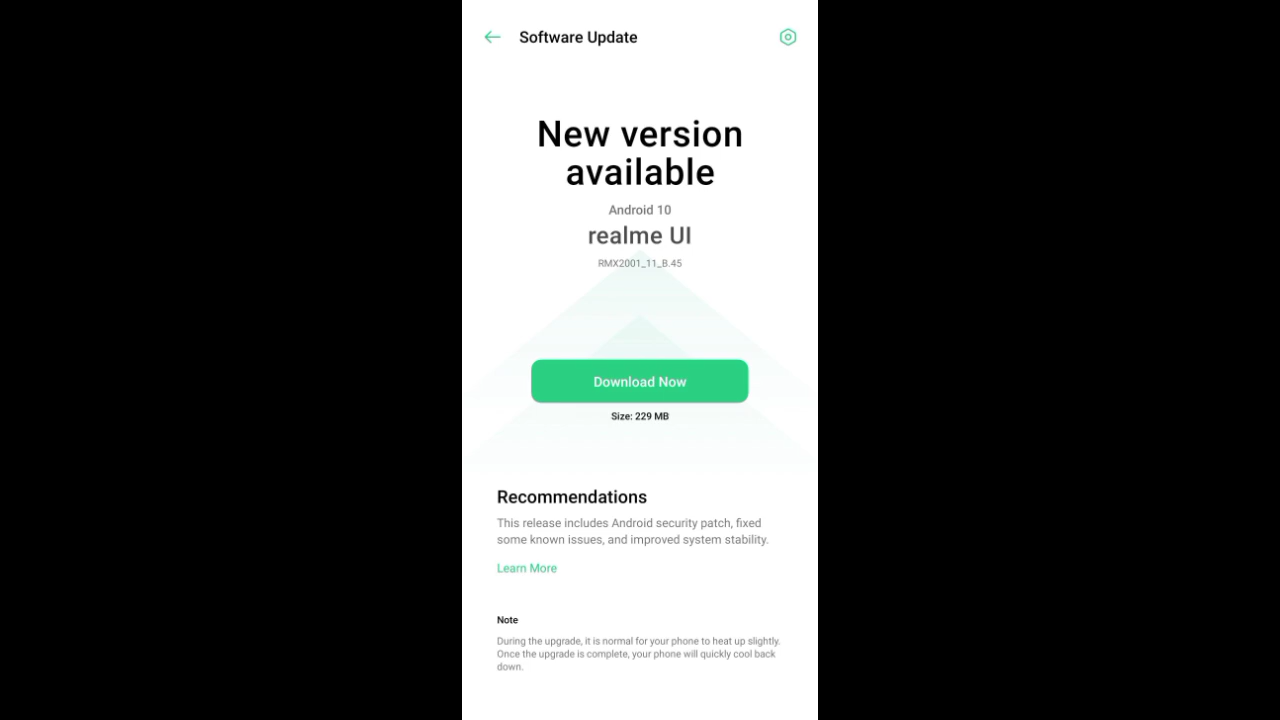 Software Update
New version
available
Android 10
realme UI
RMX2001_11_B.45
Download Now
Size: 229 MB
Recommendations
This release includes Android security patch, fixed
some known issues, and improved system stability.
Learn More
Note
During the upgrade, it is normal for your phone to heat up slightly.
Once the upgrade is complete, your phone will quickly cool back
down.